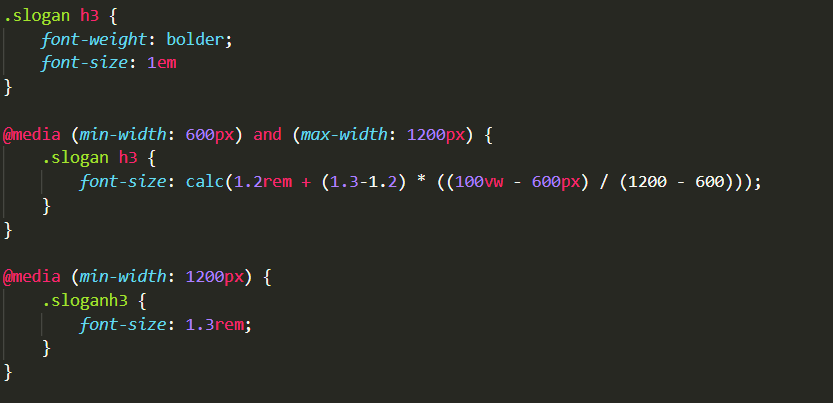 .slogan h3 {
    font-weight: bolder;
    font-size: 1em
}

@media (min-width: 600px) and (max-width: 1200px) {
    .slogan h3 {
        font-size: calc(1.2rem + (1.3-1.2) * ((100vw - 600px) / (1200 - 600)));
    }
}

@media (min-width: 1200px) {
    .sloganh3 {
        font-size: 1.3rem;
    }
}